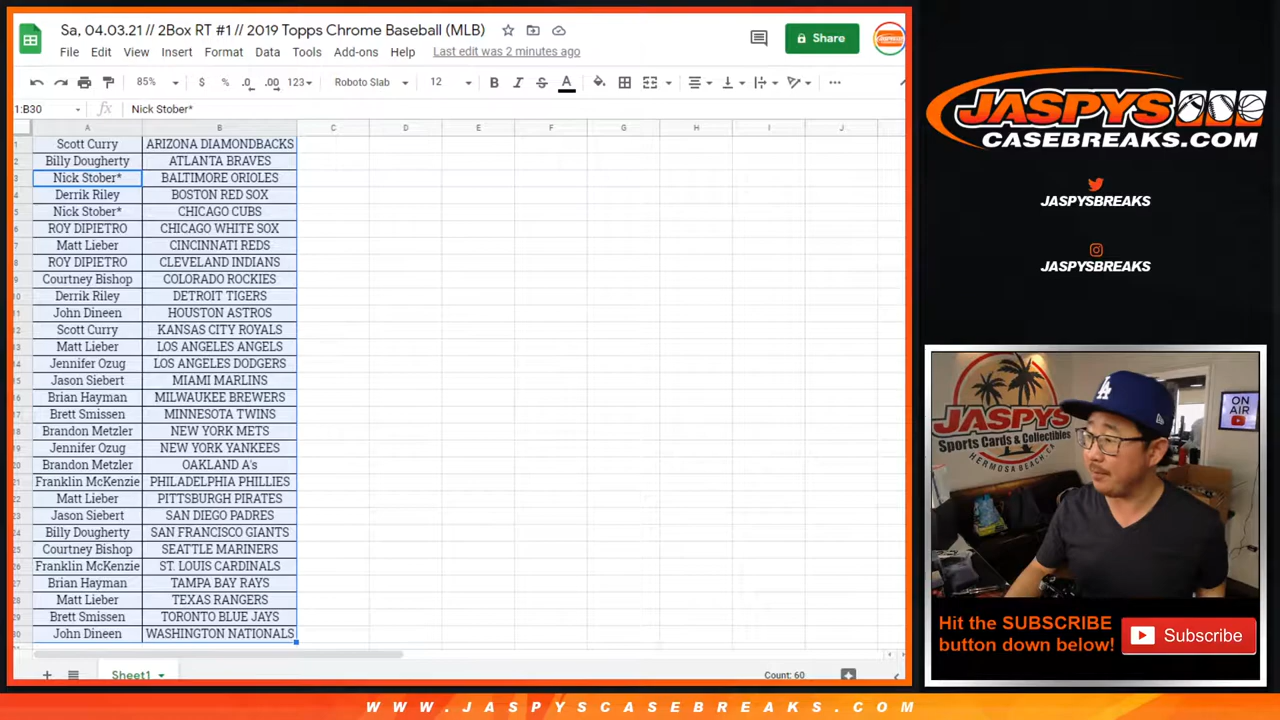 Sa, 04.03.21 // 2Box RT #1 // 2019 Topps Chrome Baseball (MLB)
File Edit View Insert Format Data Tools Add-ons Help Last edit was 2 minutes ago
Share
85% $ % .0 .00 123 Roboto Slab 12 B I S A
1:B30 fx Nick Stober*
A B C D E F G H I J
1 Scott Curry ARIZONA DIAMONDBACKS
2 Billy Dougherty ATLANTA BRAVES
3 Nick Stober* BALTIMORE ORIOLES
4 Derrik Riley BOSTON RED SOX
5 Nick Stober* CHICAGO CUBS
6 ROY DIPIETRO CHICAGO WHITE SOX
7 Matt Lieber CINCINNATI REDS
8 ROY DIPIETRO CLEVELAND INDIANS
9 Courtney Bishop COLORADO ROCKIES
10 Derrik Riley DETROIT TIGERS
11 John Dineen HOUSTON ASTROS
12 Scott Curry KANSAS CITY ROYALS
13 Matt Lieber LOS ANGELES ANGELS
14 Jennifer Ozug LOS ANGELES DODGERS
15 Jason Siebert MIAMI MARLINS
16 Brian Hayman MILWAUKEE BREWERS
17 Brett Smissen MINNESOTA TWINS
18 Brandon Metzler NEW YORK METS
19 Jennifer Ozug NEW YORK YANKEES
20 Brandon Metzler OAKLAND A's
21 Franklin McKenzie PHILADELPHIA PHILLIES
22 Matt Lieber PITTSBURGH PIRATES
23 Jason Siebert SAN DIEGO PADRES
24 Billy Dougherty SAN FRANCISCO GIANTS
25 Courtney Bishop SEATTLE MARINERS
26 Franklin McKenzie ST. LOUIS CARDINALS
27 Brian Hayman TAMPA BAY RAYS
28 Matt Lieber TEXAS RANGERS
29 Brett Smissen TORONTO BLUE JAYS
30 John Dineen WASHINGTON NATIONALS
Sheet1 Count: 60
JASPYS
CASEBREAKS.COM
JASPYSBREAKS
JASPYSBREAKS
JASPYS
Sports Cards & Collectibles
HERMOSA BEACH, CA
ON
AIR
LA
Hit the SUBSCRIBE
button down below!
Subscribe
WWW.JASPYSCASEBREAKS.COM